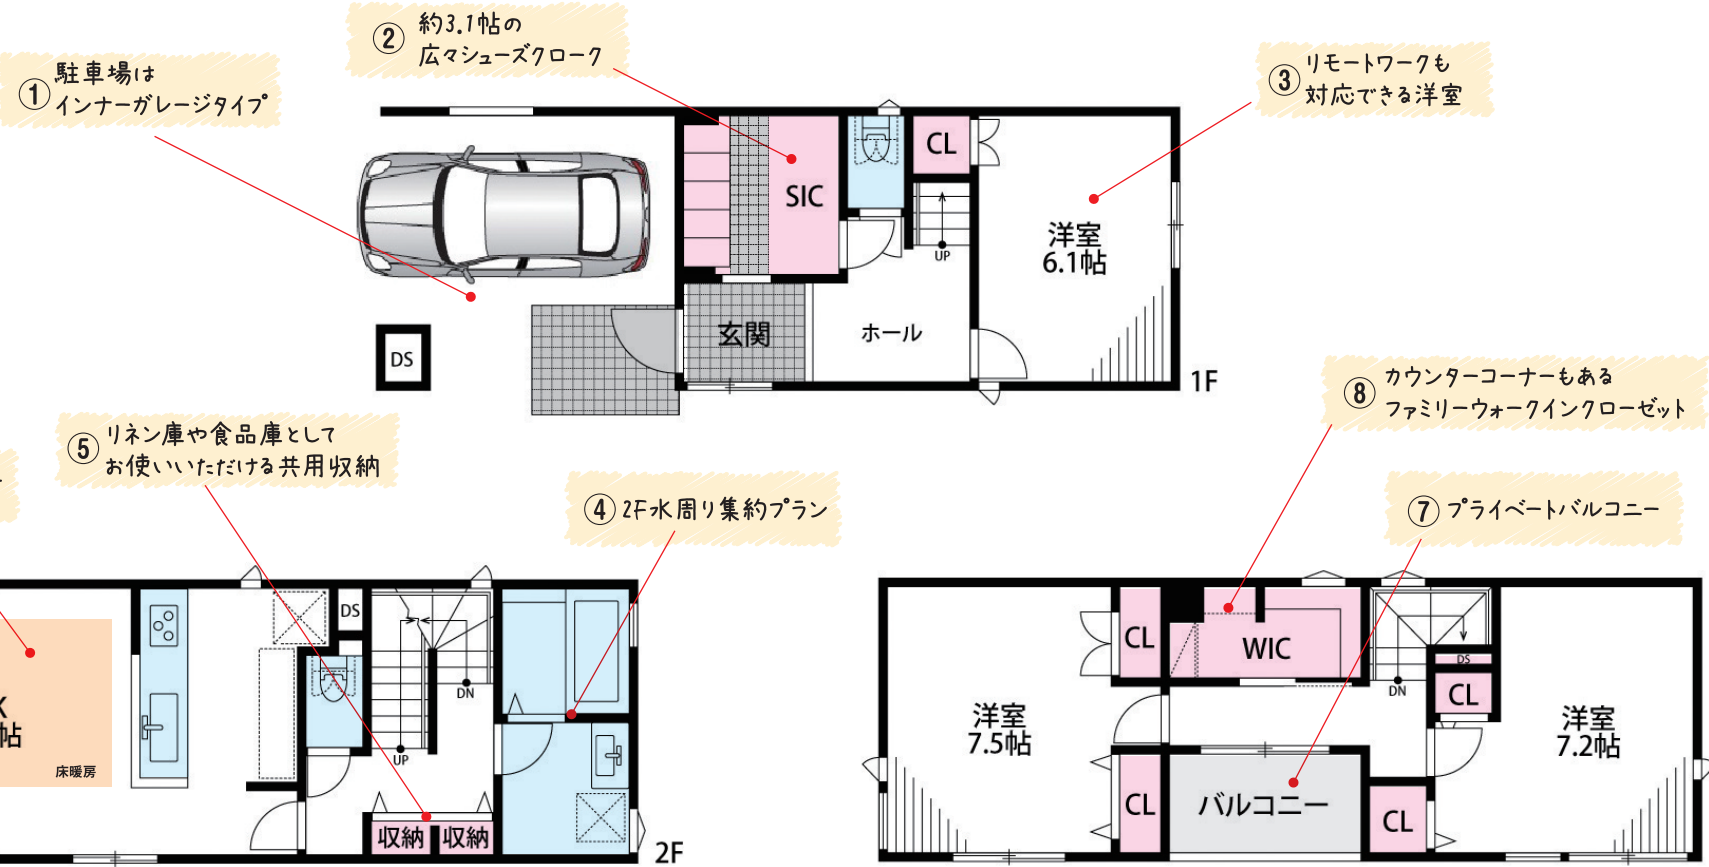 ① 駐車場は
インナーガレージタイプ
② 約3.1帖の
広々シューズクローク
③ リモートワークも
対応できる洋室
SIC
CL
UP
洋室
6.1帖
玄関
ホール
DS
1F
⑤ リネン庫や食品庫として
お使いいただける共用収納
④ 2F水周り集約プラン
K
帖
床暖房
DS
DN
UP
収納
収納
2F
⑧ カウンターコーナーもある
ファミリーウォークインクローゼット
⑦ プライベートバルコニー
CL
WIC
DS
DN
CL
洋室
7.5帖
洋室
7.2帖
CL
バルコニー
CL